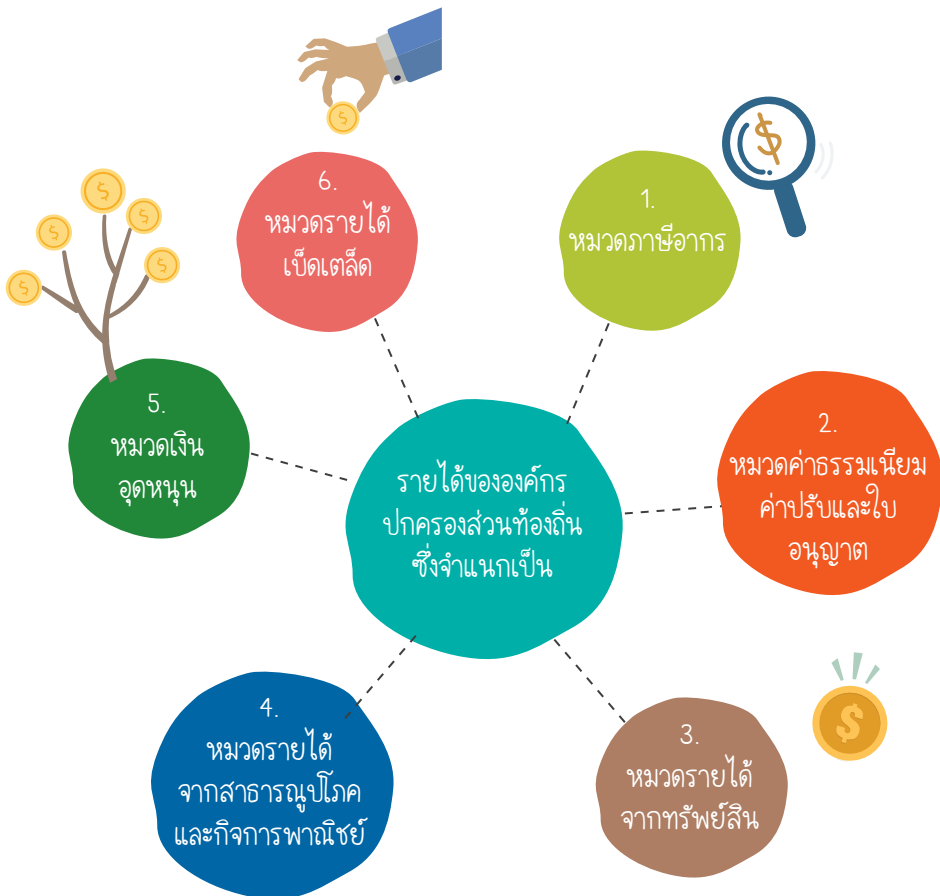 รายได้ขององค์กร
ปกครองส่วนท้องถิ่น
ซึ่งจำแนกเป็น
1.
หมวดภาษีอากร
2.
หมวดค่าธรรมเนียม
ค่าปรับและใบ
อนุญาต
3.
หมวดรายได้
จากทรัพย์สิน
4.
หมวดรายได้
จากสาธารณูปโภค
และกิจการพาณิชย์
5.
หมวดเงิน
อุดหนุน
6.
หมวดรายได้
เบ็ดเตล็ด